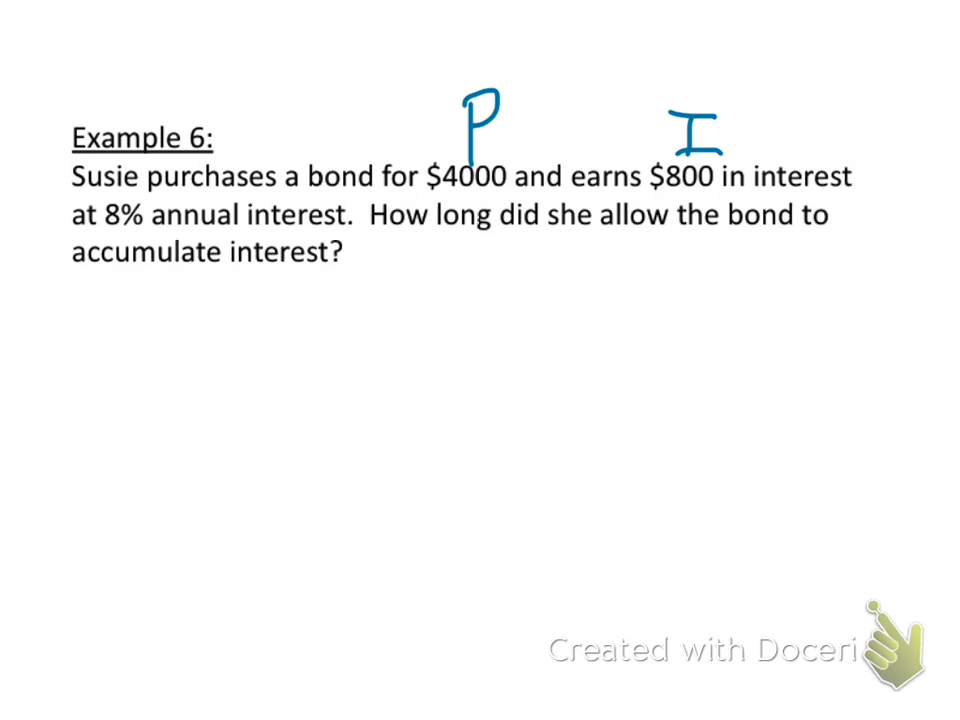 P I
Example 6:
Susie purchases a bond for $4000 and earns $800 in interest
at 8% annual interest.  How long did she allow the bond to
accumulate interest?
Created with Doceri